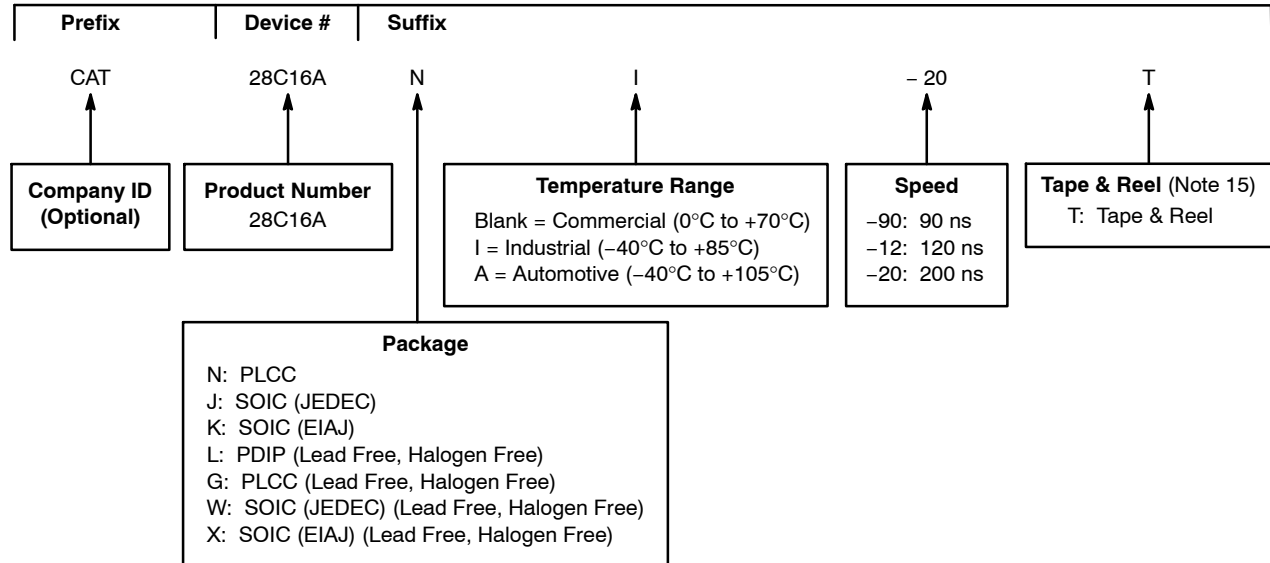 Prefix Device # Suffix
CAT 28C16A N I – 20 T
Company ID
(Optional)
Product Number
28C16A
Temperature Range
Blank = Commercial (0°C to +70°C)
I = Industrial (−40°C to +85°C)
A = Automotive (−40°C to +105°C)
Speed
−90: 90 ns
−12: 120 ns
−20: 200 ns
Tape & Reel (Note 15)
T: Tape & Reel
Package
N: PLCC
J: SOIC (JEDEC)
K: SOIC (EIAJ)
L: PDIP (Lead Free, Halogen Free)
G: PLCC (Lead Free, Halogen Free)
W: SOIC (JEDEC) (Lead Free, Halogen Free)
X: SOIC (EIAJ) (Lead Free, Halogen Free)